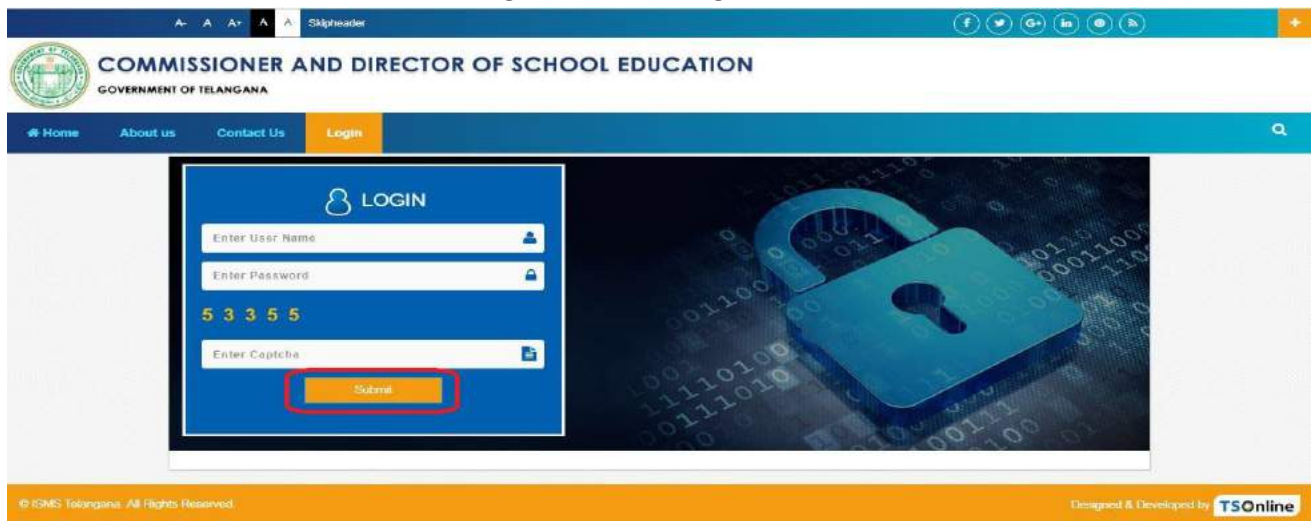 A- A A+ A A Skipheader
COMMISSIONER AND DIRECTOR OF SCHOOL EDUCATION
GOVERNMENT OF TELANGANA
Home About us Contact Us Login
LOGIN
Enter User Name
Enter Password
5 3 3 5 5
Enter Captcha
Submit
© ISMS Telangana. All Rights Reserved.
Designed & Developed by TSOnline